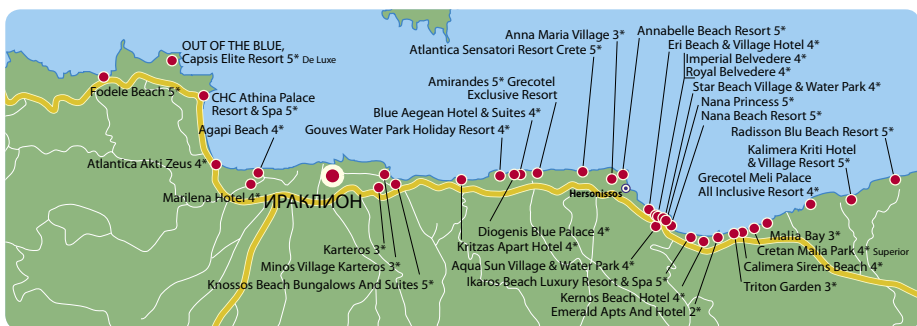 OUT OF THE BLUE,
Capsis Elite Resort 5* De Luxe
Fodele Beach 5*
CHC Athina Palace
Resort & Spa 5*
Agapi Beach 4*
Atlantica Akti Zeus 4*
Marilena Hotel 4*
ИРАКЛИОН
Karteros 3*
Minos Village Karteros 3*
Knossos Beach Bungalows And Suites 5*
Anna Maria Village 3*
Atlantica Sensatori Resort Crete 5*
Amirandes 5* Grecotel
Exclusive Resort
Blue Aegean Hotel & Suites 4*
Gouves Water Park Holiday Resort 4*
Diogenis Blue Palace 4*
Kritzas Apart Hotel 4*
Hersonissos
Annabelle Beach Resort 5*
Eri Beach & Village Hotel 4*
Imperial Belvedere 4*
Royal Belvedere 4*
Star Beach Village & Water Park 4*
Nana Princess 5*
Nana Beach Resort 5*
Radisson Blu Beach Resort 5*
Kalimera Kriti Hotel
& Village Resort 5*
Grecotel Meli Palace
All Inclusive Resort 4*
Aqua Sun Village & Water Park 4*
Ikaros Beach Luxury Resort & Spa 5*
Kernos Beach Hotel 4*
Emerald Apts And Hotel 2*
Malia Bay 3*
Cretan Malia Park 4* Superior
Calimera Sirens Beach 4*
Triton Garden 3*